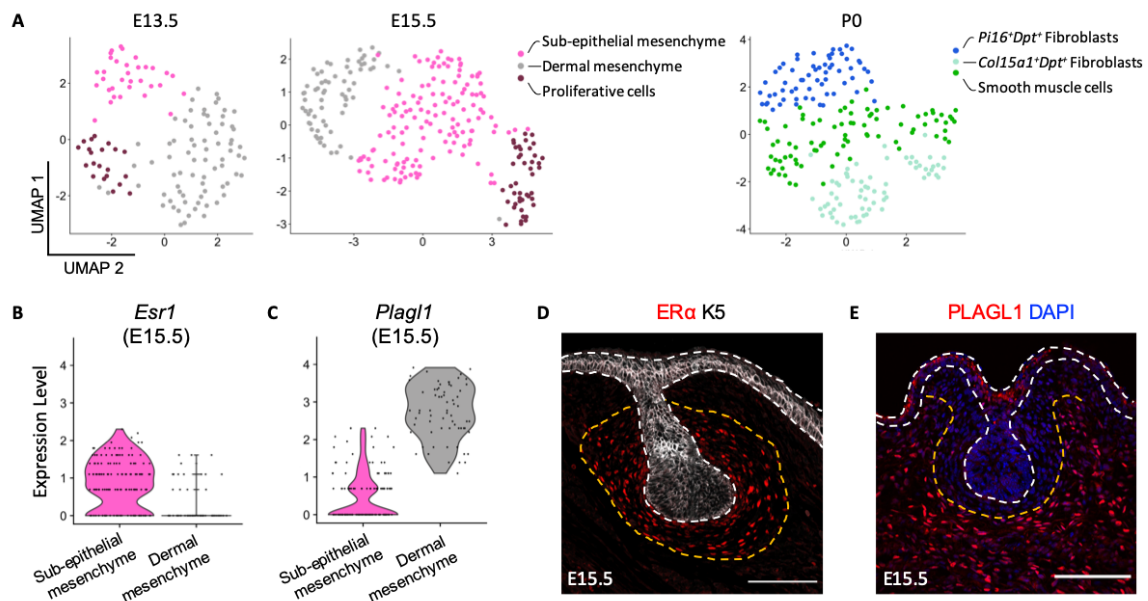 A
E13.5
E15.5
P0
Sub-epithelial mesenchyme
Dermal mesenchyme
Proliferative cells
Pi16⁺Dpt⁺ Fibroblasts
Col15a1⁺Dpt⁺ Fibroblasts
Smooth muscle cells
2
0
-2
-2
0
2
UMAP 1
UMAP 2
2
1
0
-1
-2
-3
-3
0
3
4
2
0
-2
-4
-2
0
2
B
Esr1
(E15.5)
Expression Level
4
3
2
1
0
Sub-epithelial
mesenchyme
Dermal
mesenchyme
C
Plagl1
(E15.5)
4
3
2
1
0
Sub-epithelial
mesenchyme
Dermal
mesenchyme
D
ERα K5
E15.5
E
PLAGL1 DAPI
E15.5